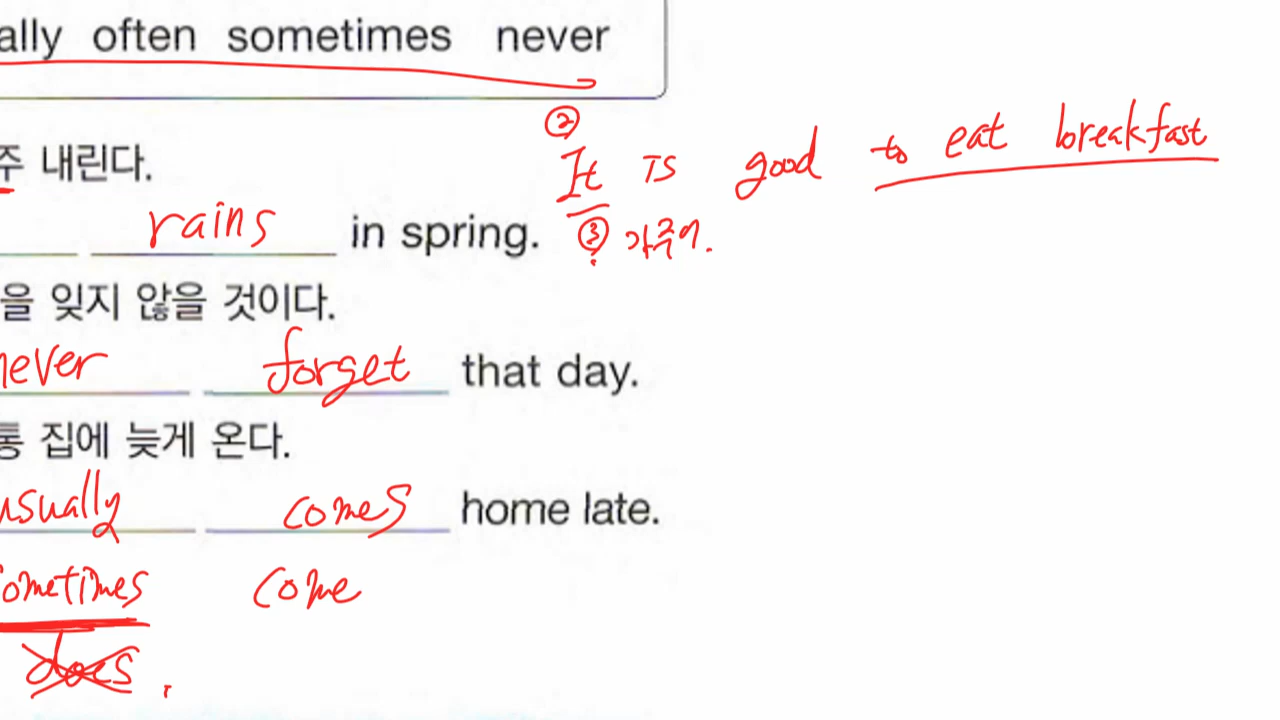 ally often sometimes never
②
It is good to eat breakfast
주 내린다.
rains in spring.
③ 가주어.
을 잊지 않을 것이다.
never forget that day.
통 집에 늦게 온다.
usually comes home late.
sometimes come
does.